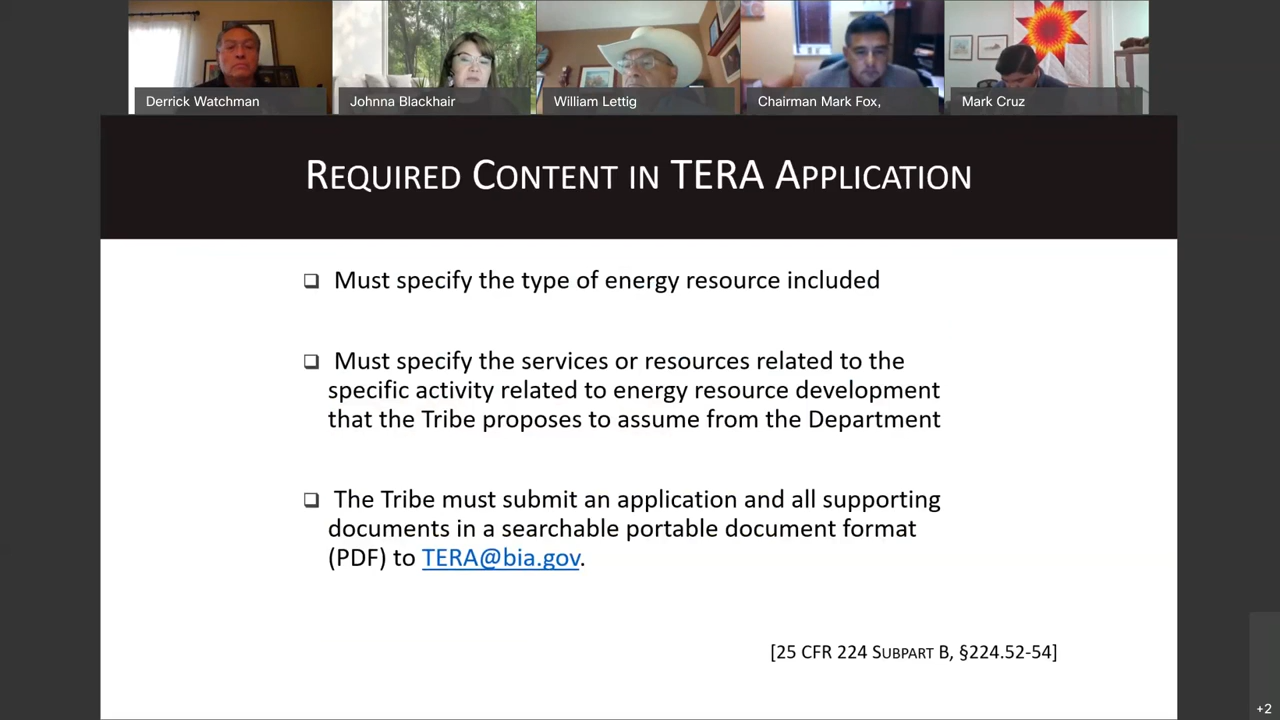 Derrick Watchman
Johnna Blackhair
William Lettig
Chairman Mark Fox,
Mark Cruz
REQUIRED CONTENT IN TERA APPLICATION
❑ Must specify the type of energy resource included
❑ Must specify the services or resources related to the
specific activity related to energy resource development
that the Tribe proposes to assume from the Department
❑ The Tribe must submit an application and all supporting
documents in a searchable portable document format
(PDF) to TERA@bia.gov.
[25 CFR 224 SUBPART B, §224.52-54]
+2